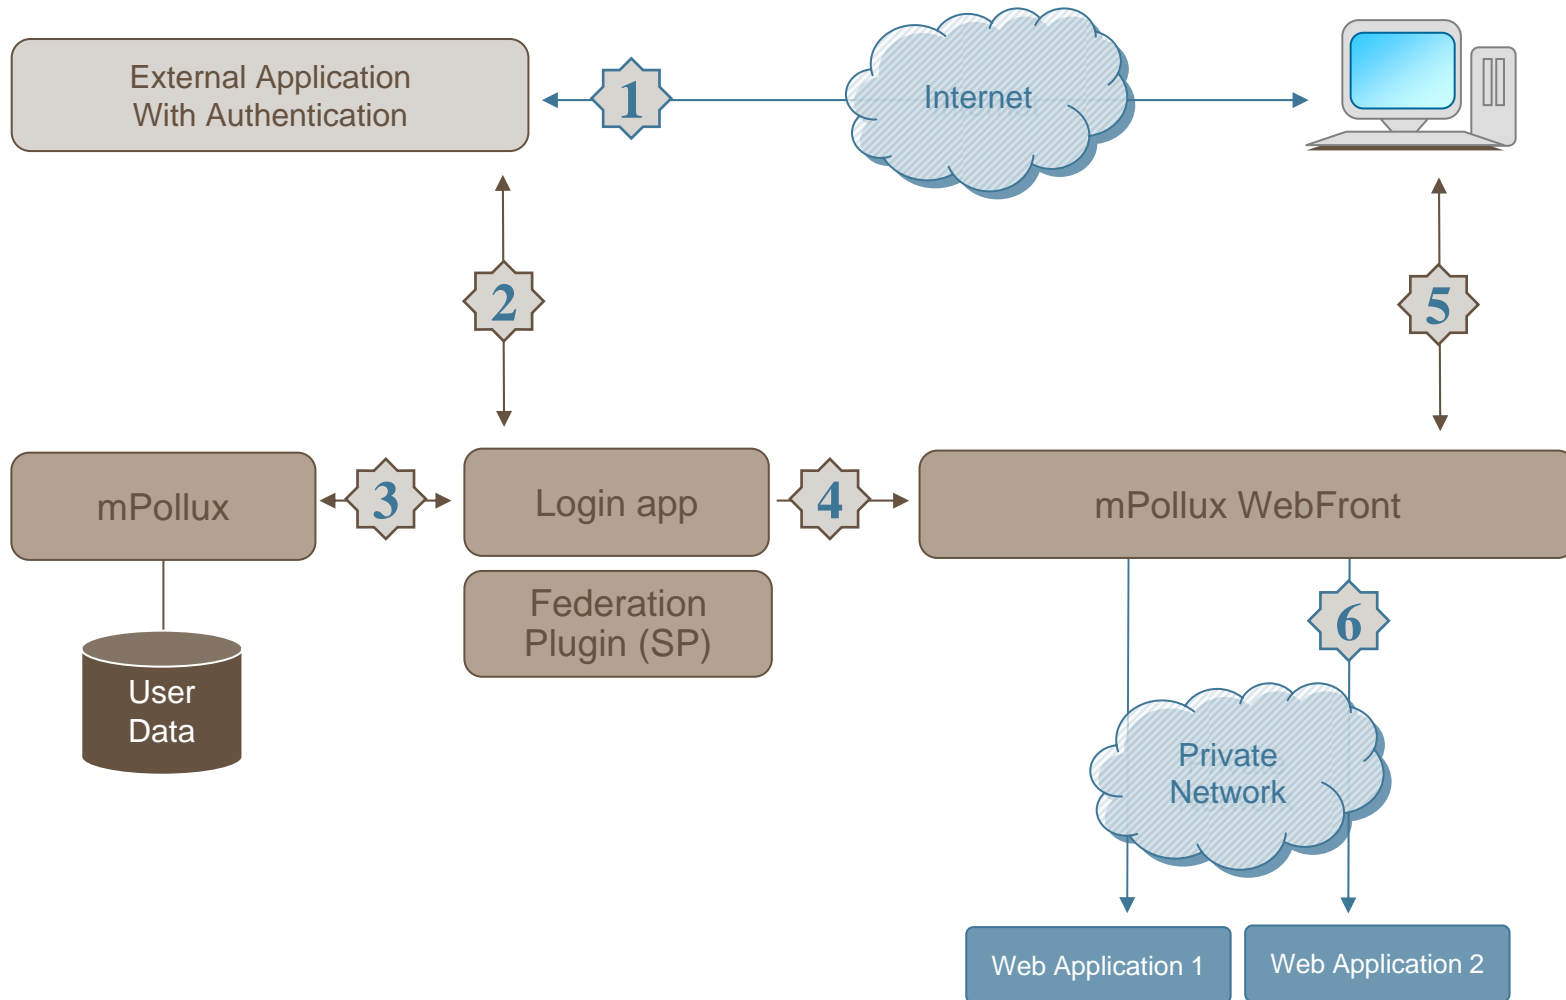 External Application
With Authentication
1
Internet
2
5
mPollux
3
Login app
4
mPollux WebFront
Federation
Plugin (SP)
6
User
Data
Private
Network
Web Application 1
Web Application 2